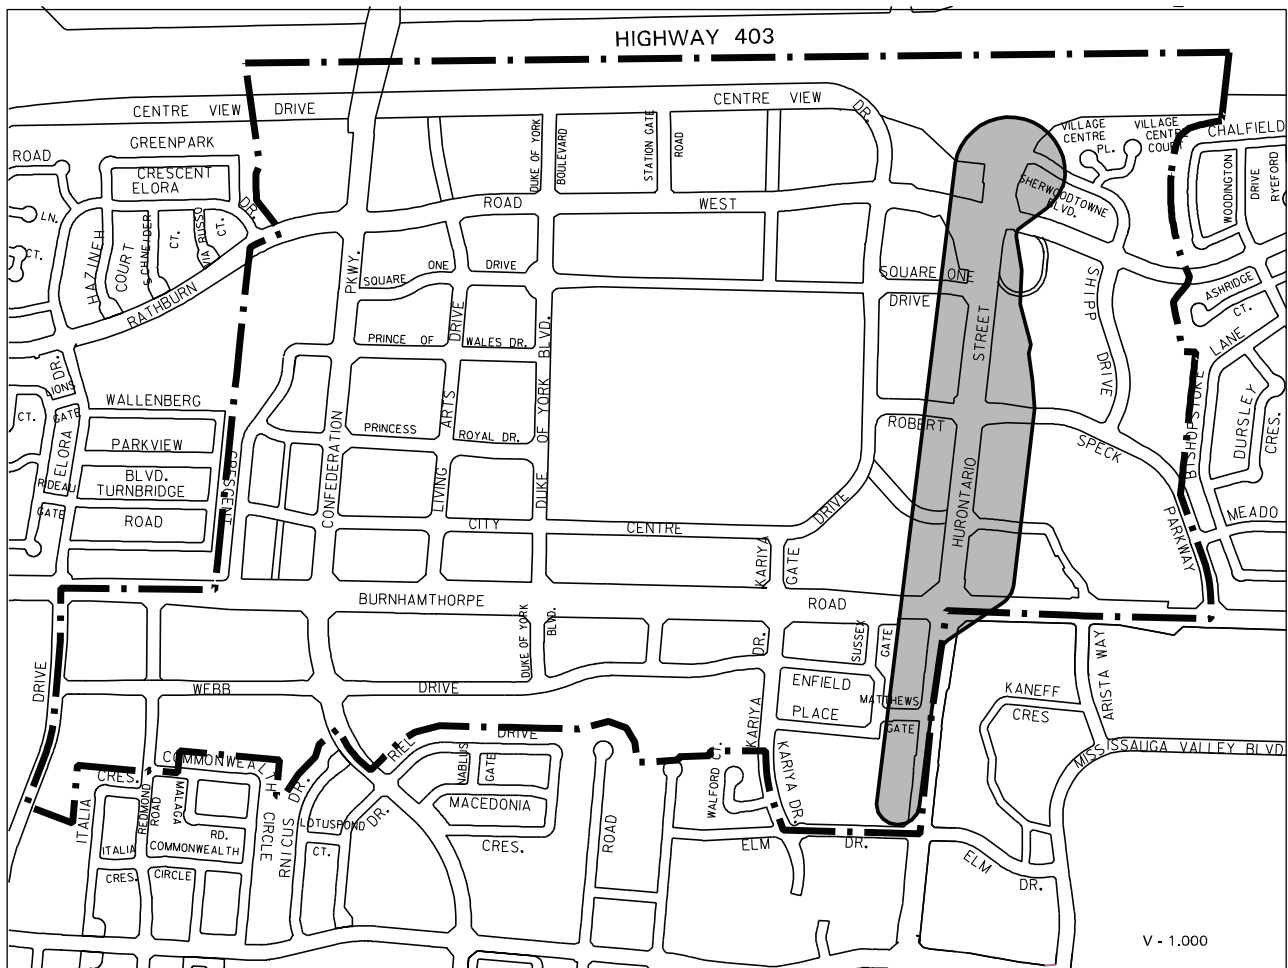 HIGHWAY 403
CENTRE VIEW DRIVE
CENTRE VIEW DR.
GREENPARK
ROAD
CRESCENT
ELORA
DR.
LN.
CT.
HAZINEH
COURT
SCHNEIDER
CT.
VIA RUSSO
CT.
RATHBURN
ROAD
WEST
DUKE OF YORK
BOULEVARD
STATION GATE
ROAD
VILLAGE
CENTRE
PL.
VILLAGE
CENTRE
COURT
CHALFIELD
WOODINGTON
DRIVE
RYEFORD
SHERWOODTOWNE
BLVD.
PKWY.
SQUARE ONE DRIVE
SQUARE ONE
DRIVE
SHIPP
DRIVE
ASHRIDGE
CT.
LANE
BISHOPSTOKE
DURSLEY
CRES.
PRINCE OF WALES DR.
DRIVE
DUKE OF YORK BLVD.
STREET
DR.
LIONS
GATE
CT.
ELORA
WALLENBERG
PARKVIEW
BLVD.
TURNBRIDGE
ROAD
RIDEAU
GATE
CRESCENT
CONFEDERATION
PRINCESS
ROYAL DR.
ARTS
LIVING
ROBERT
SPECK
PARKWAY
HURONTARIO
MEADO
CITY
CENTRE
DRIVE
KARIYA
GATE
BURNHAMTHORPE
ROAD
DUKE OF YORK
BLVD.
DR.
SUSSEX
GATE
ARISTA WAY
DRIVE
WEBB
DRIVE
ENFIELD
PLACE
MATTHEWS
GATE
KANEFF
CRES
KARIYA
KARIYA DR.
MISSISSAUGA VALLEY BLVD
COMMONWEALTH
CIRCLE
CRES.
ITALIA
REDMOND
ROAD
MALAGA
RD.
ITALIA
COMMONWEALTH
CRES.
CIRCLE
DR.
SUCINRI
LOTUSPOND
CT.
DR.
RIEL
DRIVE
NABLUS
GATE
MACEDONIA
CRES.
ROAD
WALFORD
CT.
ELM
DR.
ELM
DR.
V - 1.000